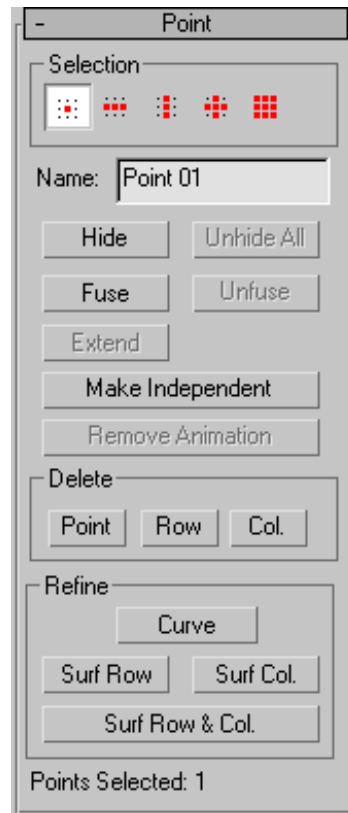 - Point
Selection
Name: Point 01
Hide Unhide All
Fuse Unfuse
Extend
Make Independent
Remove Animation
Delete
Point Row Col.
Refine
Curve
Surf Row Surf Col.
Surf Row & Col.
Points Selected: 1